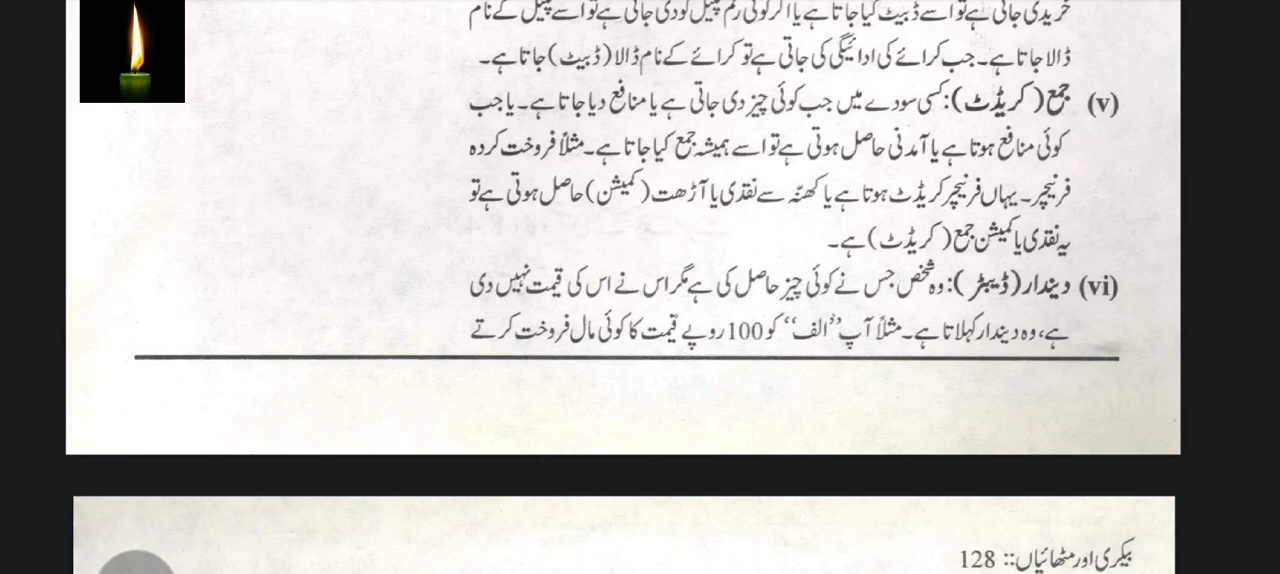 خریدی جاتی ہے تو اسے ڈبیٹ کیا جاتا ہے یا اگر کوئی رقم پٹیل کو دی جاتی ہے تو اسے پٹیل کے نام
ڈالا جاتا ہے۔ جب کرائے کی ادائیگی کی جاتی ہے تو کرائے کے نام ڈالا (ڈبیٹ) جاتا ہے۔
(v) جمع (کریڈٹ): کسی سودے میں جب کوئی چیز دی جاتی ہے یا منافع دیا جاتا ہے۔ یا جب
کوئی منافع ہوتا ہے یا آمدنی حاصل ہوتی ہے تو اسے ہمیشہ جمع کیا جاتا ہے۔ مثلاً فروخت کردہ
فرنیچر۔ یہاں فرنیچر کریڈٹ ہوتا ہے یا کھنّہ سے نقدی یا آڑھت (کمیشن) حاصل ہوتی ہے تو
یہ نقدی یا کمیشن جمع (کریڈٹ) ہے۔
(vi) دیندار (ڈیبٹر): وہ شخص جس نے کوئی چیز حاصل کی ہے مگر اس نے اس کی قیمت نہیں دی
ہے، وہ دیندار کہلاتا ہے۔ مثلاً آپ ”الف“ کو 100 روپے قیمت کا کوئی مال فروخت کرتے
بیکری اور مٹھائیاں:: 128